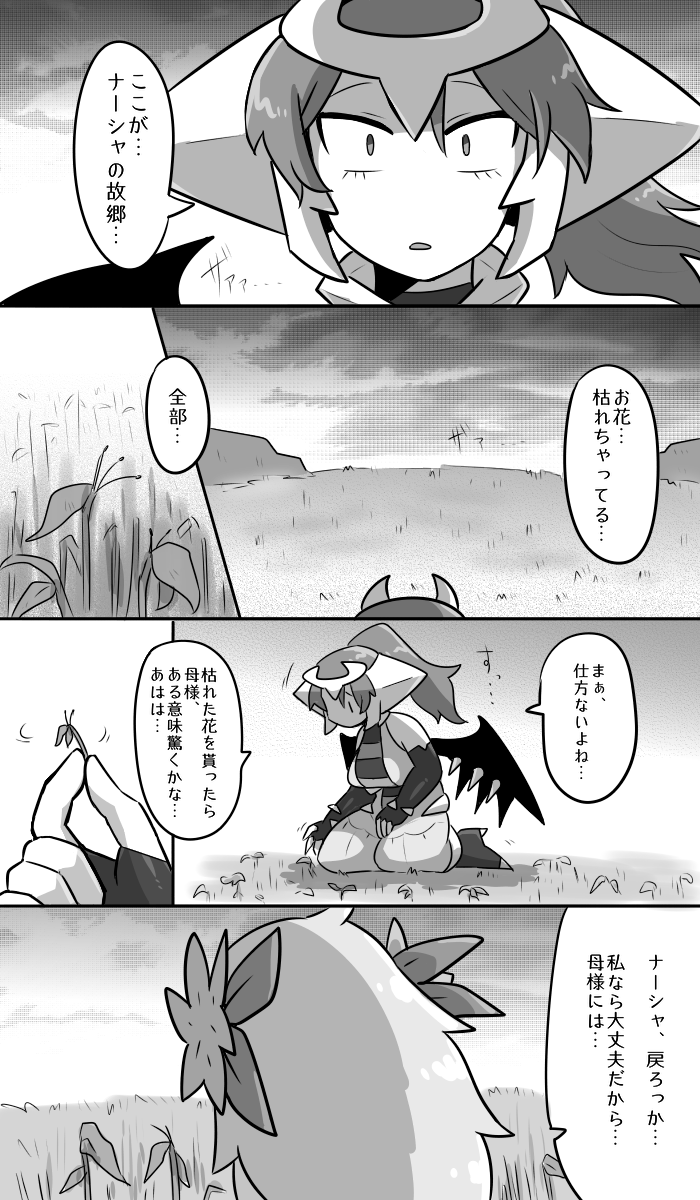 ここが…
ナーシャの故郷…
ザァァ……
お花…
枯れちゃってる…
ザァ……
全部…
まぁ、
仕方ないよね…
すっ…
枯れた花を貰ったら
母様、
ある意味驚くかな…
あはは…
ナーシャ、戻ろっか…
私なら大丈夫だから…
母様には…